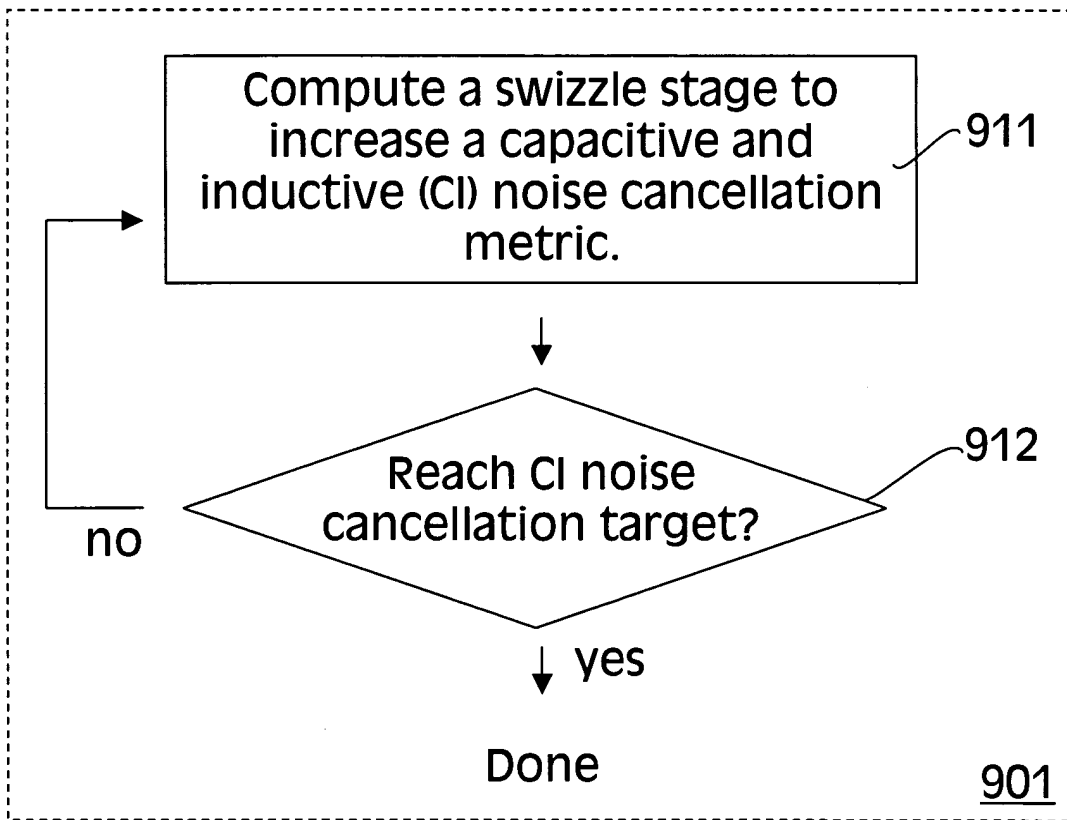 Compute a swizzle stage to
increase a capacitive and
inductive (CI) noise cancellation
metric.
911
Reach CI noise
cancellation target?
912
no
yes
Done
901